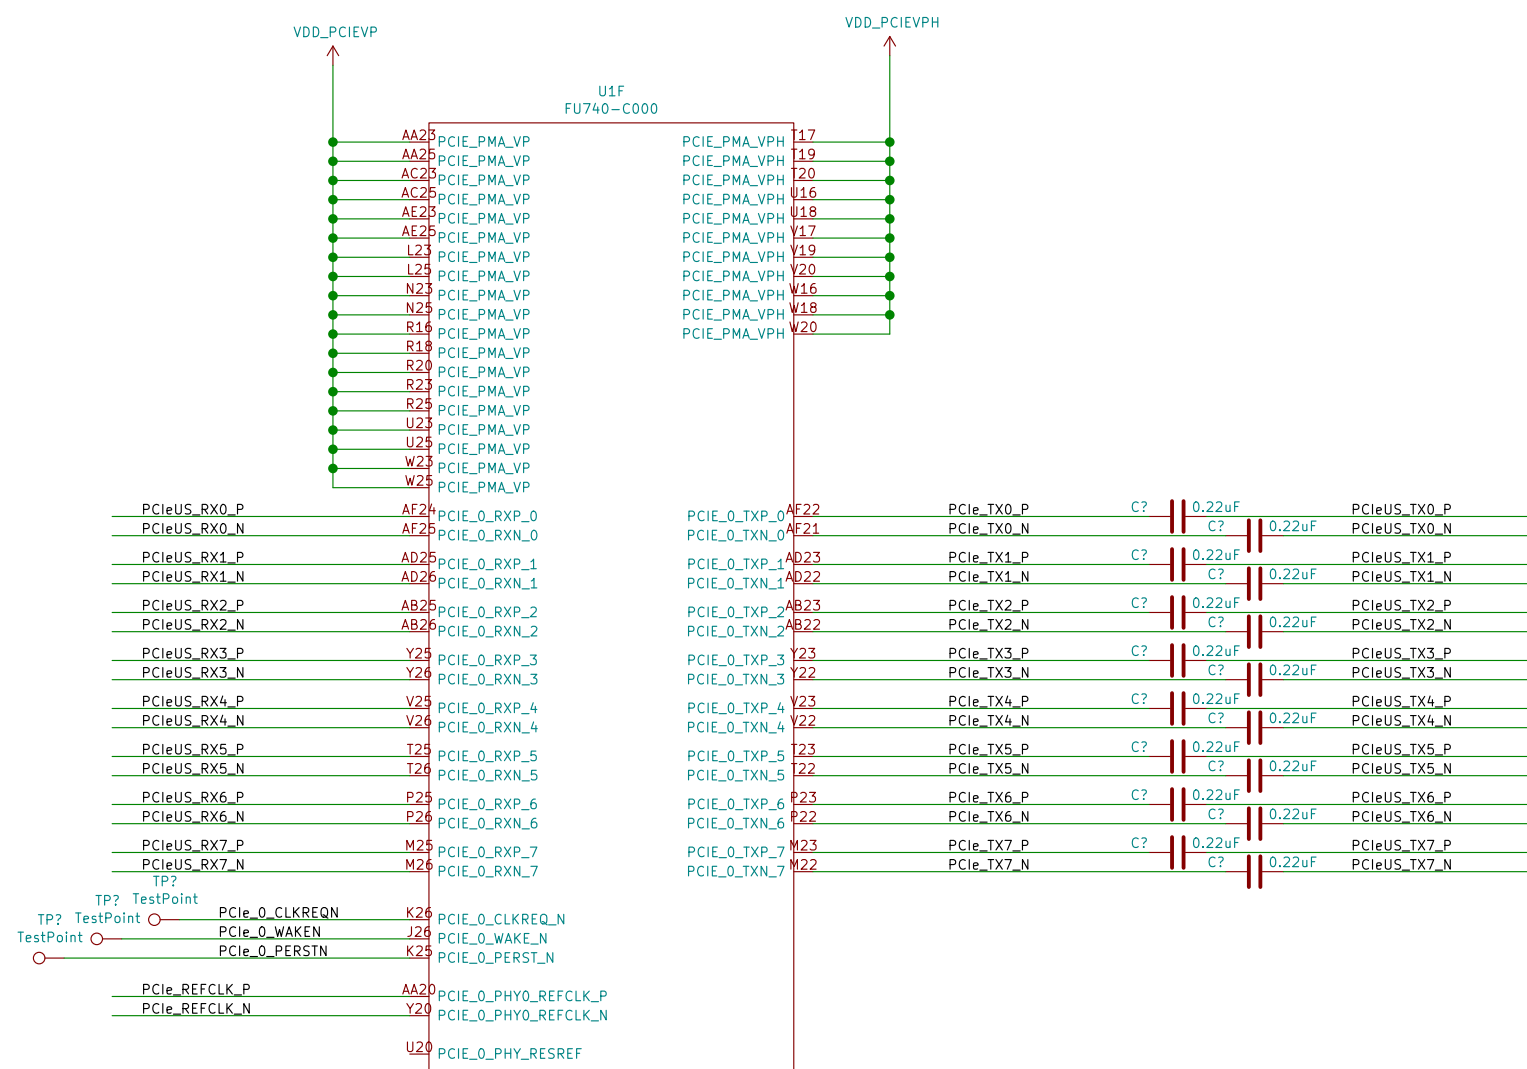 VDD_PCIEVP
VDD_PCIEVPH
U1F
FU740-C000
AA23 PCIE_PMA_VP PCIE_PMA_VPH T17
AA25 PCIE_PMA_VP PCIE_PMA_VPH T19
AC23 PCIE_PMA_VP PCIE_PMA_VPH T20
AC25 PCIE_PMA_VP PCIE_PMA_VPH U16
AE23 PCIE_PMA_VP PCIE_PMA_VPH U18
AE25 PCIE_PMA_VP PCIE_PMA_VPH V17
L23 PCIE_PMA_VP PCIE_PMA_VPH V19
L25 PCIE_PMA_VP PCIE_PMA_VPH V20
N23 PCIE_PMA_VP PCIE_PMA_VPH W16
N25 PCIE_PMA_VP PCIE_PMA_VPH W18
R16 PCIE_PMA_VP PCIE_PMA_VPH W20
R18 PCIE_PMA_VP
R20 PCIE_PMA_VP
R23 PCIE_PMA_VP
R25 PCIE_PMA_VP
U23 PCIE_PMA_VP
U25 PCIE_PMA_VP
W23 PCIE_PMA_VP
W25 PCIE_PMA_VP
PCIeUS_RX0_P AF24 PCIE_0_RXP_0 PCIE_0_TXP_0 AF22 PCIe_TX0_P C? 0.22uF PCIeUS_TX0_P
PCIeUS_RX0_N AF25 PCIE_0_RXN_0 PCIE_0_TXN_0 AF21 PCIe_TX0_N C? 0.22uF PCIeUS_TX0_N
PCIeUS_RX1_P AD25 PCIE_0_RXP_1 PCIE_0_TXP_1 AD23 PCIe_TX1_P C? 0.22uF PCIeUS_TX1_P
PCIeUS_RX1_N AD26 PCIE_0_RXN_1 PCIE_0_TXN_1 AD22 PCIe_TX1_N C? 0.22uF PCIeUS_TX1_N
PCIeUS_RX2_P AB25 PCIE_0_RXP_2 PCIE_0_TXP_2 AB23 PCIe_TX2_P C? 0.22uF PCIeUS_TX2_P
PCIeUS_RX2_N AB26 PCIE_0_RXN_2 PCIE_0_TXN_2 AB22 PCIe_TX2_N C? 0.22uF PCIeUS_TX2_N
PCIeUS_RX3_P Y25 PCIE_0_RXP_3 PCIE_0_TXP_3 Y23 PCIe_TX3_P C? 0.22uF PCIeUS_TX3_P
PCIeUS_RX3_N Y26 PCIE_0_RXN_3 PCIE_0_TXN_3 Y22 PCIe_TX3_N C? 0.22uF PCIeUS_TX3_N
PCIeUS_RX4_P V25 PCIE_0_RXP_4 PCIE_0_TXP_4 V23 PCIe_TX4_P C? 0.22uF PCIeUS_TX4_P
PCIeUS_RX4_N V26 PCIE_0_RXN_4 PCIE_0_TXN_4 V22 PCIe_TX4_N C? 0.22uF PCIeUS_TX4_N
PCIeUS_RX5_P T25 PCIE_0_RXP_5 PCIE_0_TXP_5 T23 PCIe_TX5_P C? 0.22uF PCIeUS_TX5_P
PCIeUS_RX5_N T26 PCIE_0_RXN_5 PCIE_0_TXN_5 T22 PCIe_TX5_N C? 0.22uF PCIeUS_TX5_N
PCIeUS_RX6_P P25 PCIE_0_RXP_6 PCIE_0_TXP_6 P23 PCIe_TX6_P C? 0.22uF PCIeUS_TX6_P
PCIeUS_RX6_N P26 PCIE_0_RXN_6 PCIE_0_TXN_6 P22 PCIe_TX6_N C? 0.22uF PCIeUS_TX6_N
PCIeUS_RX7_P M25 PCIE_0_RXP_7 PCIE_0_TXP_7 M23 PCIe_TX7_P C? 0.22uF PCIeUS_TX7_P
PCIeUS_RX7_N M26 PCIE_0_RXN_7 PCIE_0_TXN_7 M22 PCIe_TX7_N C? 0.22uF PCIeUS_TX7_N
TP?
TestPoint
TP?
TestPoint
TP?
TestPoint
PCIe_0_CLKREQN K26 PCIE_0_CLKREQ_N
PCIe_0_WAKEN J26 PCIE_0_WAKE_N
PCIe_0_PERSTN K25 PCIE_0_PERST_N
PCIe_REFCLK_P AA20 PCIE_0_PHY0_REFCLK_P
PCIe_REFCLK_N Y20 PCIE_0_PHY0_REFCLK_N
U20 PCIE_0_PHY_RESREF